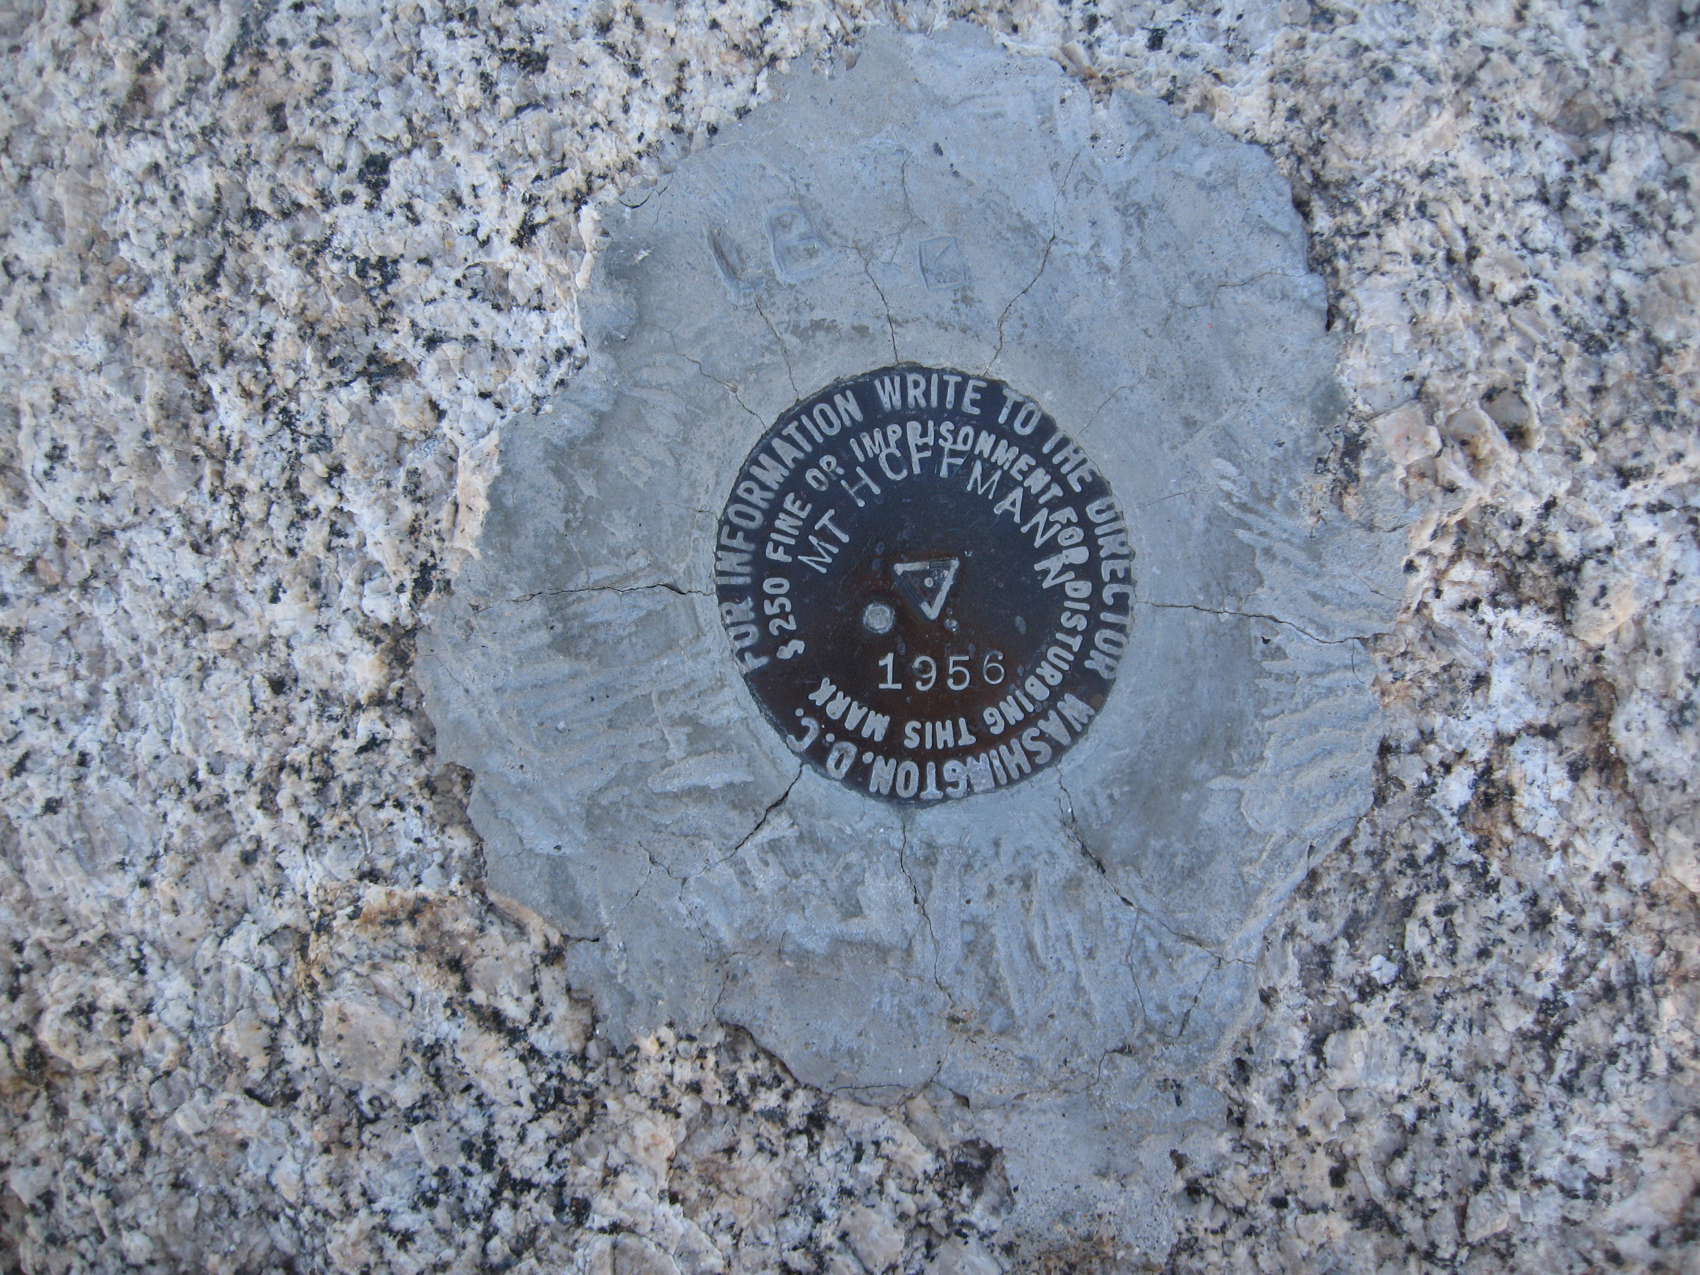 FOR INFORMATION WRITE TO THE DIRECTOR WASHINGTON. D. C.
$250 FINE OR IMPRISONMENT FOR DISTURBING THIS MARK
MT HOFFMANN
1956